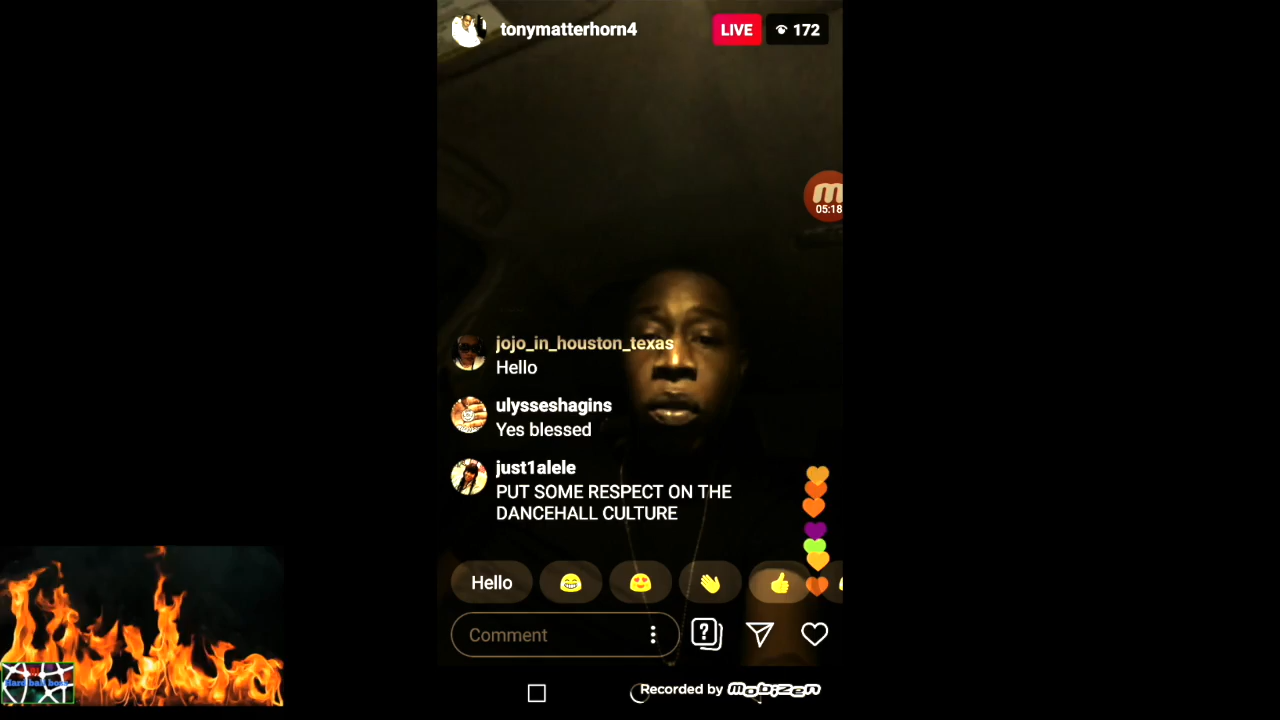 tonymatterhorn4
LIVE
172
05:18
jojo_in_houston_texas
Hello
ulysseshagins
Yes blessed
just1alele
PUT SOME RESPECT ON THE
DANCEHALL CULTURE
Hello
Comment
Recorded by mobizen